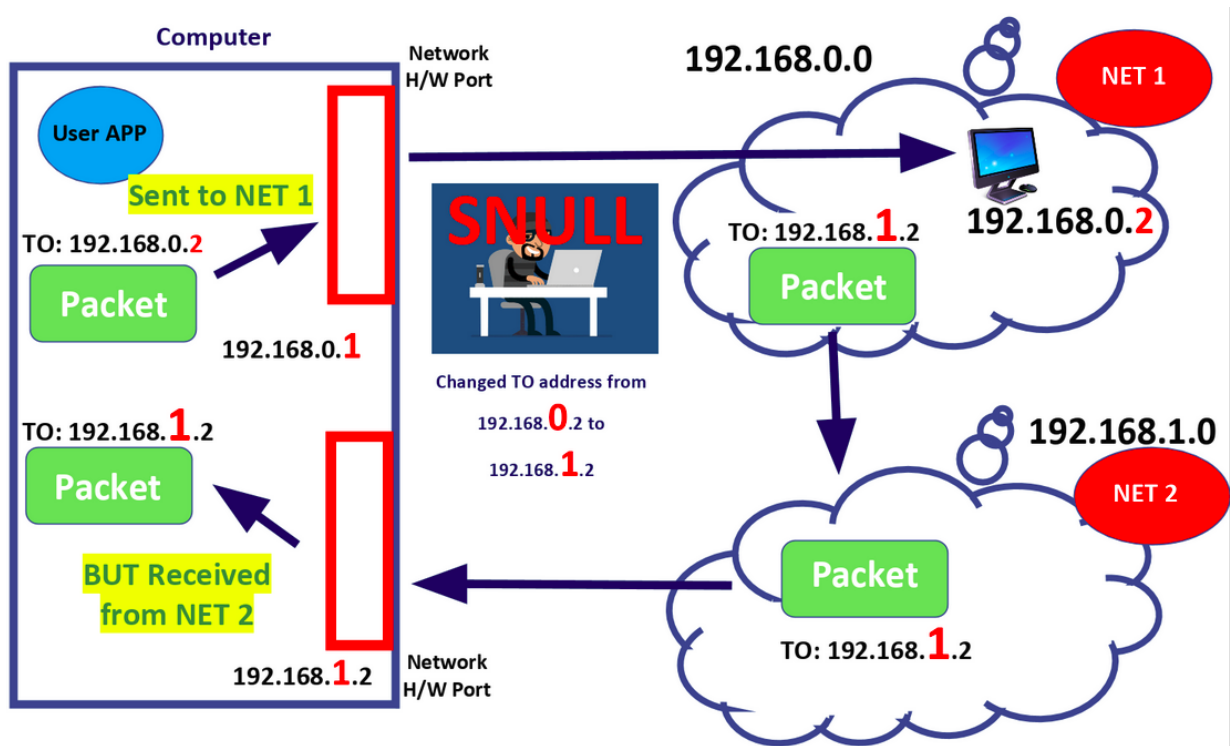 Computer
Network
H/W Port
User APP
Sent to NET 1
TO: 192.168.0.2
Packet
192.168.0.1
SNULL
Changed TO address from
192.168.0.2 to
192.168.1.2
192.168.0.0
NET 1
192.168.0.2
TO: 192.168.1.2
Packet
192.168.1.0
NET 2
Packet
TO: 192.168.1.2
TO: 192.168.1.2
Packet
BUT Received
from NET 2
192.168.1.2
Network
H/W Port